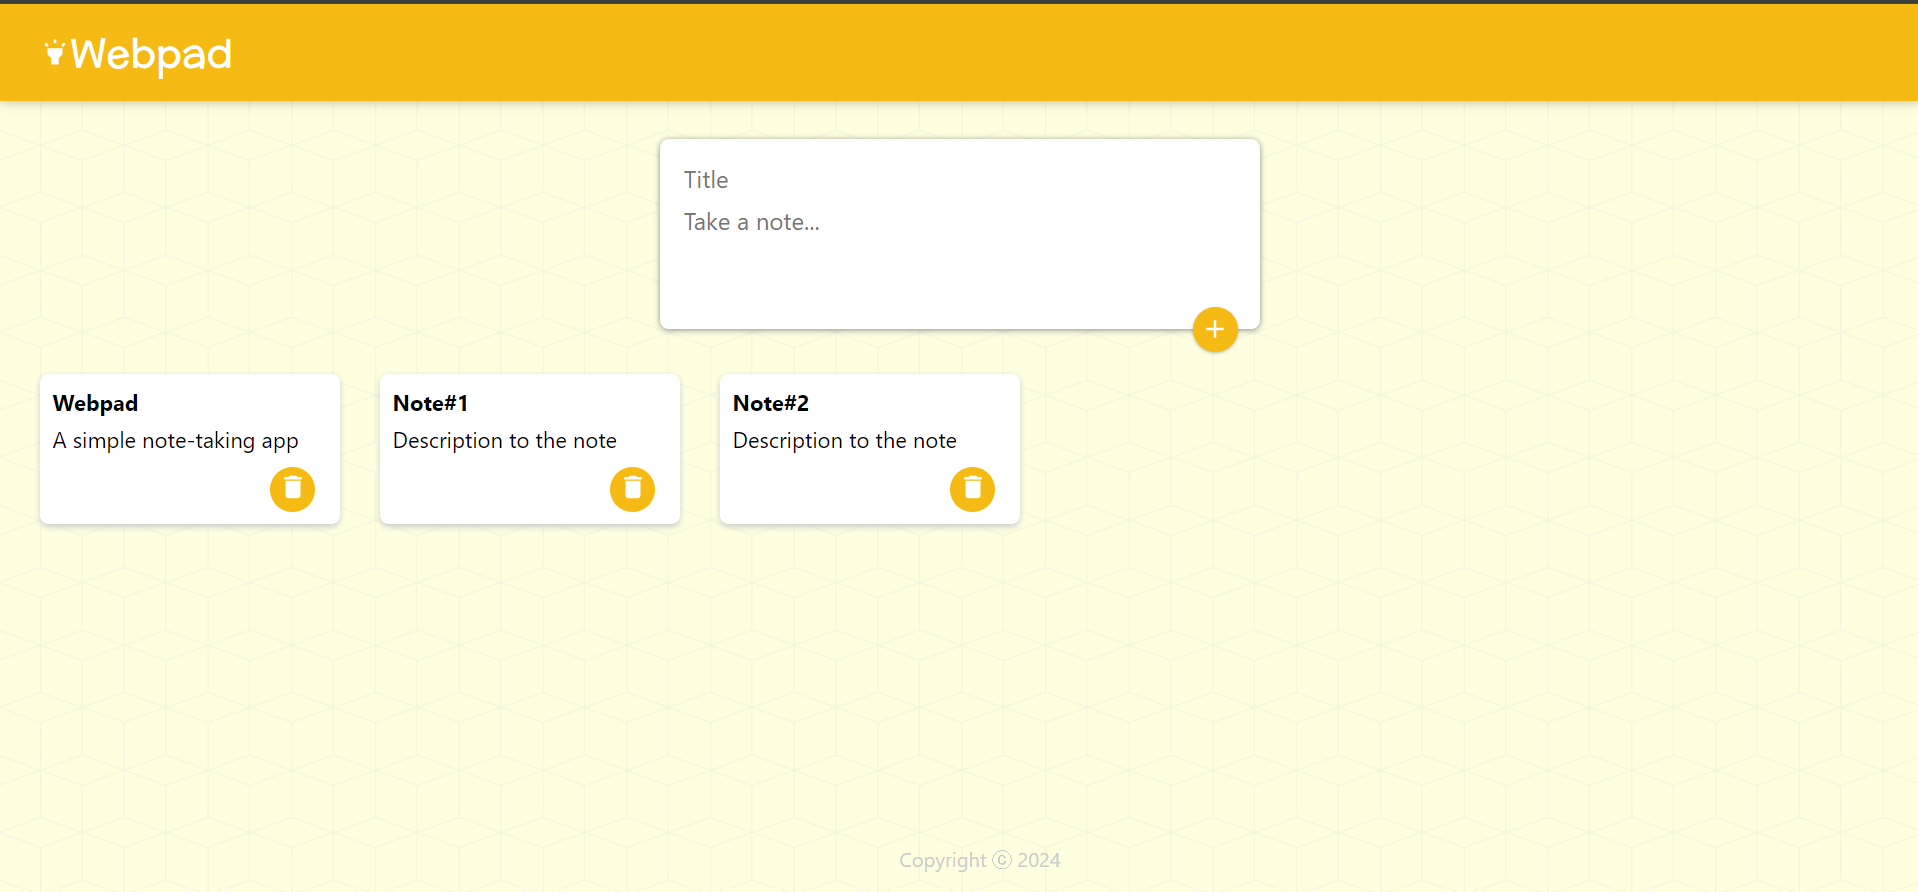 Webpad
Title
Take a note...
Webpad
A simple note-taking app
Note#1
Description to the note
Note#2
Description to the note
Copyright ⓒ 2024